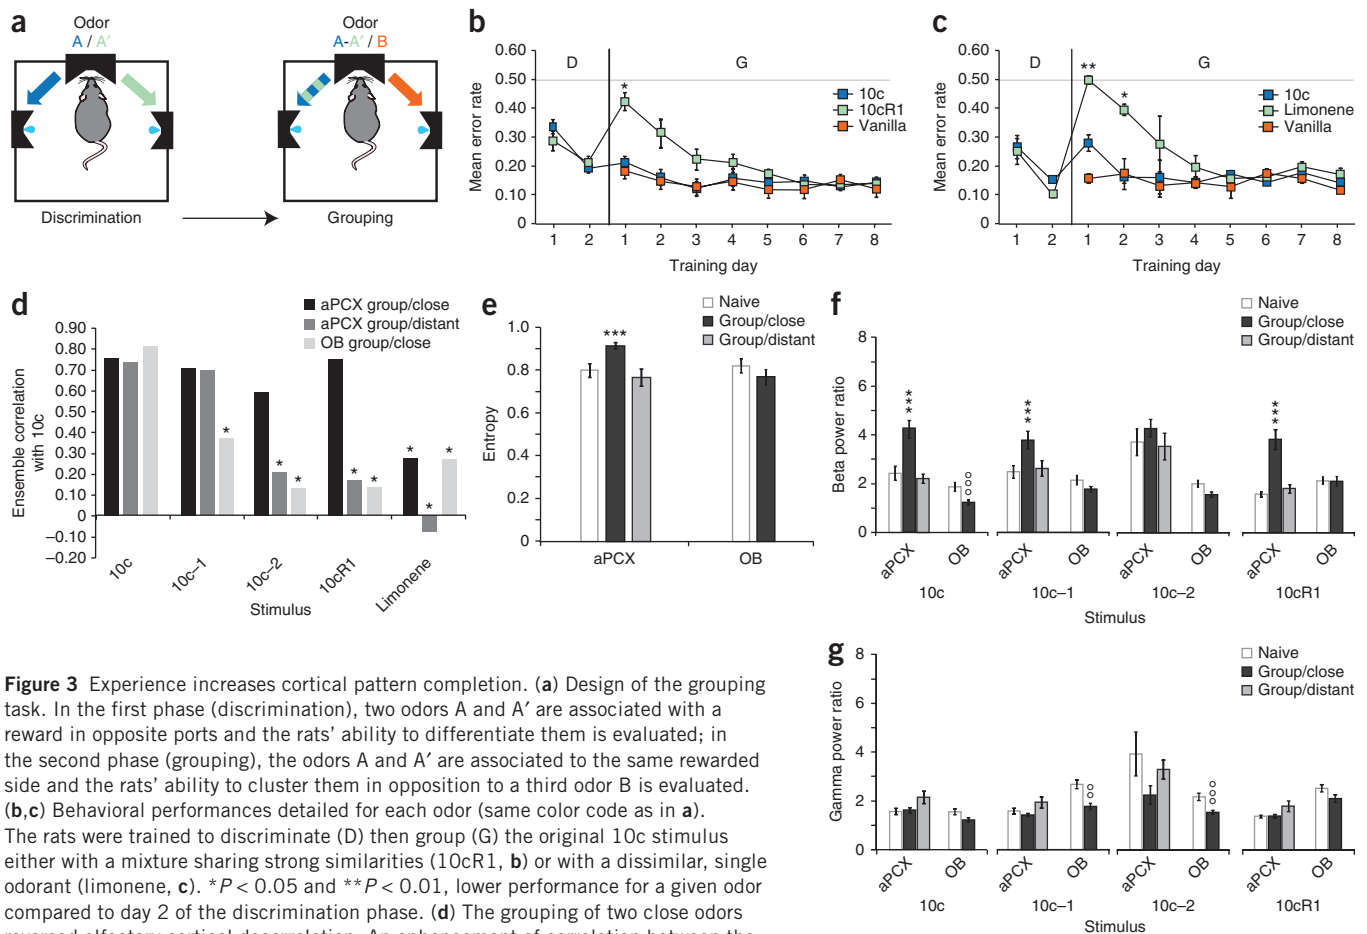 a
Odor
A / A′
Discrimination
Odor
A-A′ / B
Grouping
b
0.60
0.50
0.40
0.30
0.20
0.10
0
Mean error rate
D
G
*
10c
10cR1
Vanilla
1 2 1 2 3 4 5 6 7 8
Training day
c
0.60
0.50
0.40
0.30
0.20
0.10
0
Mean error rate
D
G
**
*
10c
Limonene
Vanilla
1 2 1 2 3 4 5 6 7 8
Training day
d
0.90
0.80
0.70
0.60
0.50
0.40
0.30
0.20
0.10
0
–0.10
–0.20
Ensemble correlation
with 10c
aPCX group/close
aPCX group/distant
OB group/close
* * * * * * * *
10c 10c–1 10c–2 10cR1 Limonene
Stimulus
e
1.0
0.8
0.6
0.4
0.2
0
Entropy
Naive
Group/close
Group/distant
***
aPCX OB
f
8
6
4
2
0
Beta power ratio
Naive
Group/close
Group/distant
*** *** ***
°°°
aPCX OB aPCX OB aPCX OB aPCX OB
10c 10c–1 10c–2 10cR1
Stimulus
g
8
6
4
2
0
Gamma power ratio
Naive
Group/close
Group/distant
°° °°°
aPCX OB aPCX OB aPCX OB aPCX OB
10c 10c–1 10c–2 10cR1
Stimulus
Figure 3 Experience increases cortical pattern completion. (a) Design of the grouping
task. In the first phase (discrimination), two odors A and A′ are associated with a
reward in opposite ports and the rats’ ability to differentiate them is evaluated; in
the second phase (grouping), the odors A and A′ are associated to the same rewarded
side and the rats’ ability to cluster them in opposition to a third odor B is evaluated.
(b,c) Behavioral performances detailed for each odor (same color code as in a).
The rats were trained to discriminate (D) then group (G) the original 10c stimulus
either with a mixture sharing strong similarities (10cR1, b) or with a dissimilar, single
odorant (limonene, c). *P < 0.05 and **P < 0.01, lower performance for a given odor
compared to day 2 of the discrimination phase. (d) The grouping of two close odors
reversed olfactory cortical decorrelation. An enhancement of correlation between the